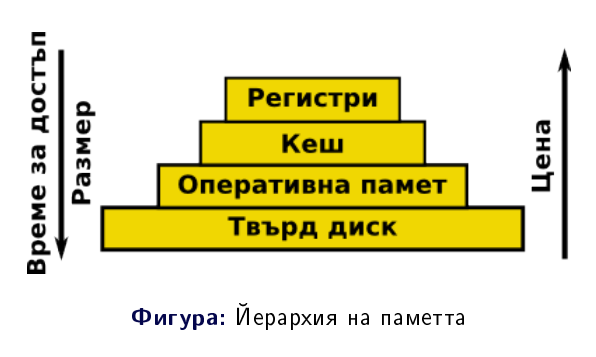 Време за достъп
Размер
Регистри
Кеш
Оперативна памет
Твърд диск
Цена
Фигура: Йерархия на паметта